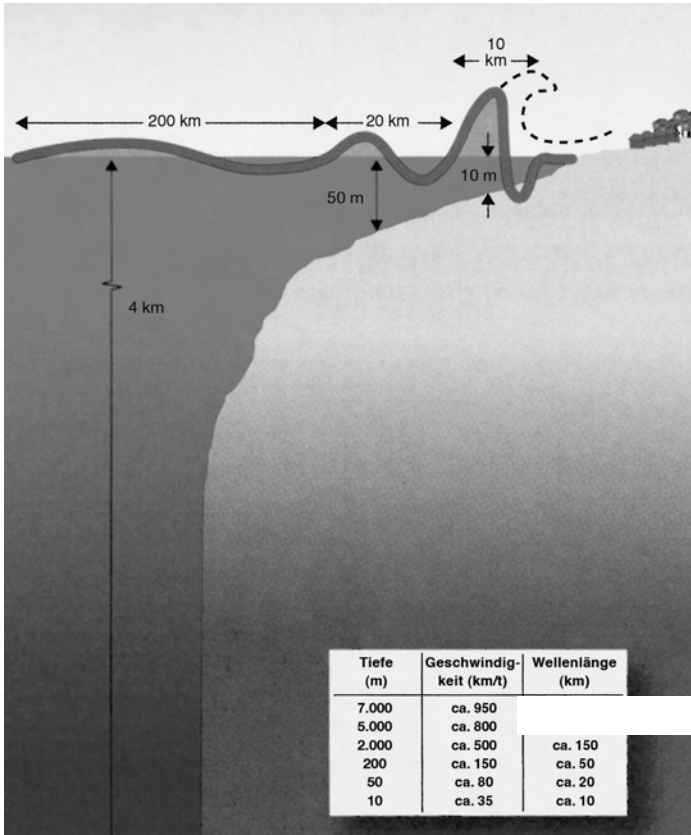 10
km
200 km
20 km
10 m
50 m
4 km
Tiefe Geschwindig- Wellenlänge
(m) keit (km/t) (km)
7.000 ca. 950
5.000 ca. 800
2.000 ca. 500 ca. 150
200 ca. 150 ca. 50
50 ca. 80 ca. 20
10 ca. 35 ca. 10